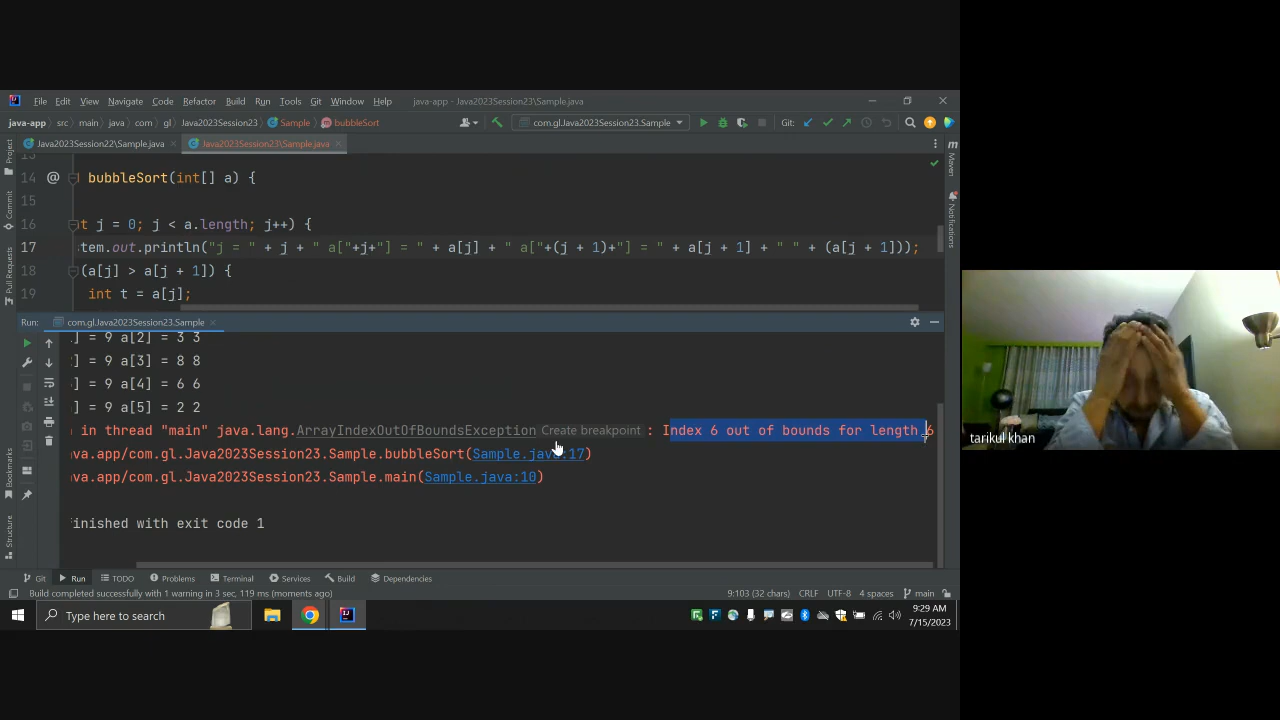 File Edit View Navigate Code Refactor Build Run Tools Git Window Help java-app - Java2023Session23\Sample.java
java-app src main java com gl Java2023Session23 Sample bubbleSort com.gl.Java2023Session23.Sample Git:
Java2023Session22\Sample.java Java2023Session23\Sample.java
14 @ bubbleSort(int[] a) {
15
16 t j = 0; j < a.length; j++) {
17 tem.out.println("j = " + j + " a["+j+"] = " + a[j] + " a["+(j + 1)+"] = " + a[j + 1] + " " + (a[j + 1]));
18 (a[j] > a[j + 1]) {
19 int t = a[j];
Run: com.gl.Java2023Session23.Sample
] = 9 a[2] = 3 3
] = 9 a[3] = 8 8
] = 9 a[4] = 6 6
] = 9 a[5] = 2 2
in thread "main" java.lang.ArrayIndexOutOfBoundsException Create breakpoint : Index 6 out of bounds for length 6
va.app/com.gl.Java2023Session23.Sample.bubbleSort(Sample.java:17)
va.app/com.gl.Java2023Session23.Sample.main(Sample.java:10)
inished with exit code 1
Git Run TODO Problems Terminal Services Build Dependencies
Build completed successfully with 1 warning in 3 sec, 119 ms (moments ago) 9:103 (32 chars) CRLF UTF-8 4 spaces main
Type here to search
9:29 AM
7/15/2023
Project
Commit
Pull Requests
Bookmarks
Structure
Maven
Notifications
tarikul khan